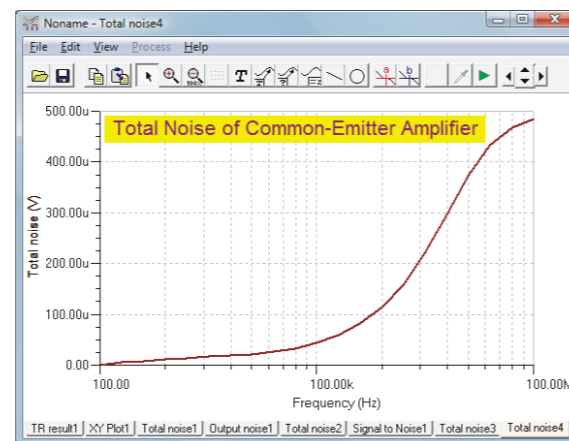 Noname - Total noise4
File Edit View Process Help
T
a b
500.00u
Total Noise of Common-Emitter Amplifier
400.00u
300.00u
200.00u
100.00u
0.00
Total noise (V)
100.00 100.00k 100.00M
Frequency (Hz)
TR result1 XY Plot1 Total noise1 Output noise1 Total noise2 Signal to Noise1 Total noise3 Total noise4